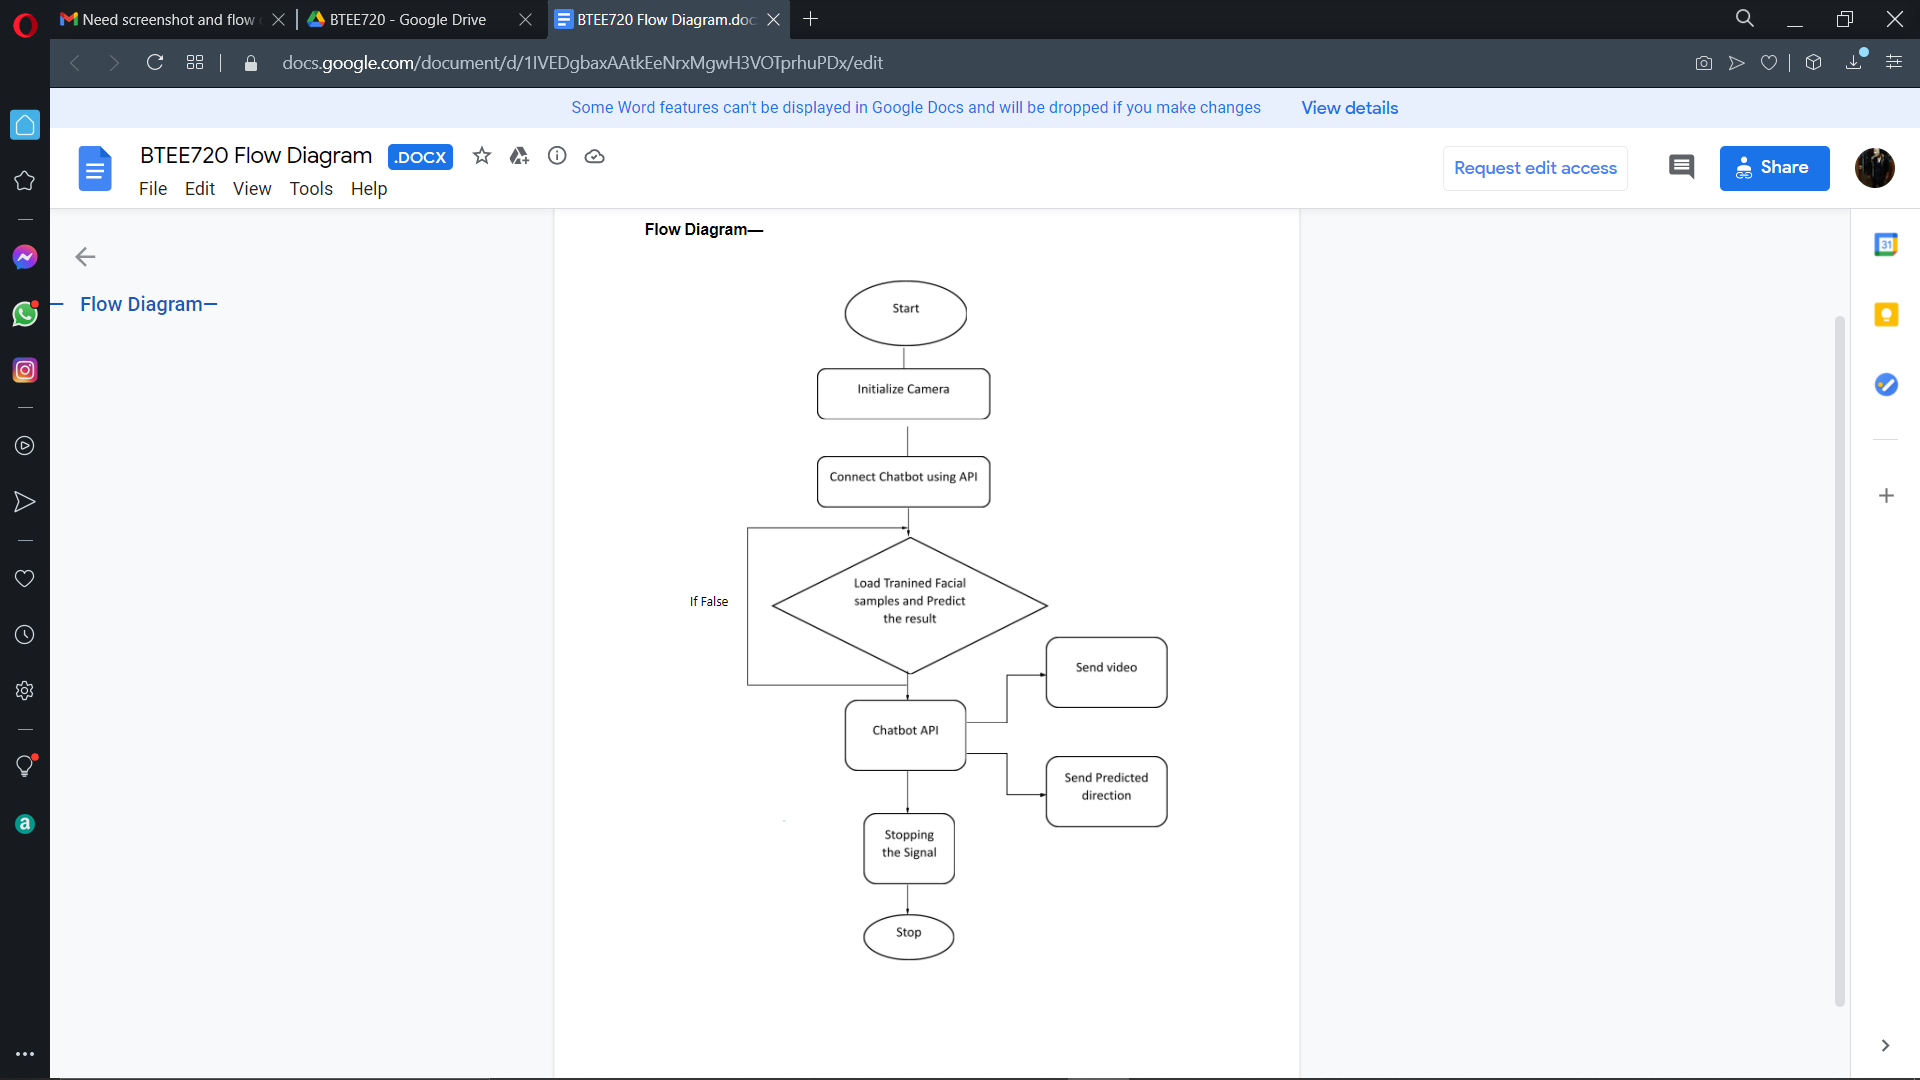 Need screenshot and flow
BTEE720 - Google Drive
BTEE720 Flow Diagram.doc
docs.google.com/document/d/1IVEDgbaxAAtkEeNrxMgwH3VOTprhuPDx/edit
Some Word features can't be displayed in Google Docs and will be dropped if you make changes
View details
BTEE720 Flow Diagram
.DOCX
File Edit View Tools Help
Request edit access
Share
Flow Diagram—
Flow Diagram—
Start
Initialize Camera
Connect Chatbot using API
If False
Load Tranined Facial
samples and Predict
the result
Send video
Chatbot API
Send Predicted
direction
Stopping
the Signal
Stop
31
a